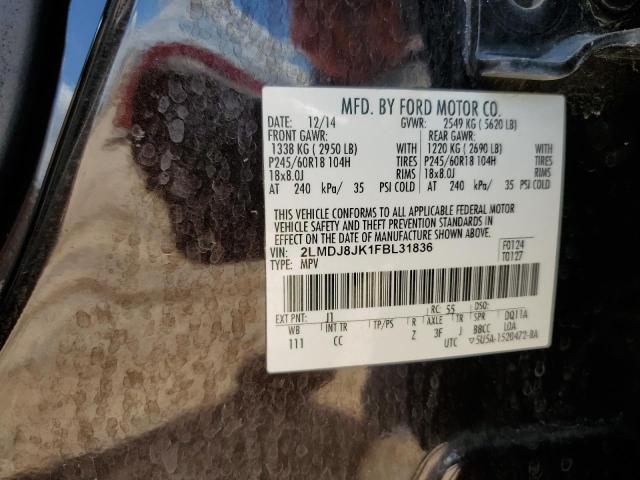 MFD. BY FORD MOTOR CO.
DATE: 12/14 GVWR: 2549 KG ( 5620 LB)
FRONT GAWR: REAR GAWR:
1338 KG ( 2950 LB) WITH 1220 KG ( 2690 LB) WITH
P245/60R18 104H TIRES P245/60R18 104H TIRES
18x8.0J RIMS 18x8.0J RIMS
AT 240 kPa/ 35 PSI COLD AT 240 kPa/ 35 PSI COLD
THIS VEHICLE CONFORMS TO ALL APPLICABLE FEDERAL MOTOR
VEHICLE SAFETY AND THEFT PREVENTION STANDARDS IN
EFFECT ON THE DATE OF MANUFACTURE SHOWN ABOVE.
VIN: 2LMDJ8JK1FBL31836 F0124
TYPE: MPV T0127
EXT PNT: J1 RC: 55 DSO:
WB INT TR TP/PS R AXLE TR SPR DQ11A
111 CC Z 3F J BBCC LOA
UTC ▽5U5A-1520472-BA